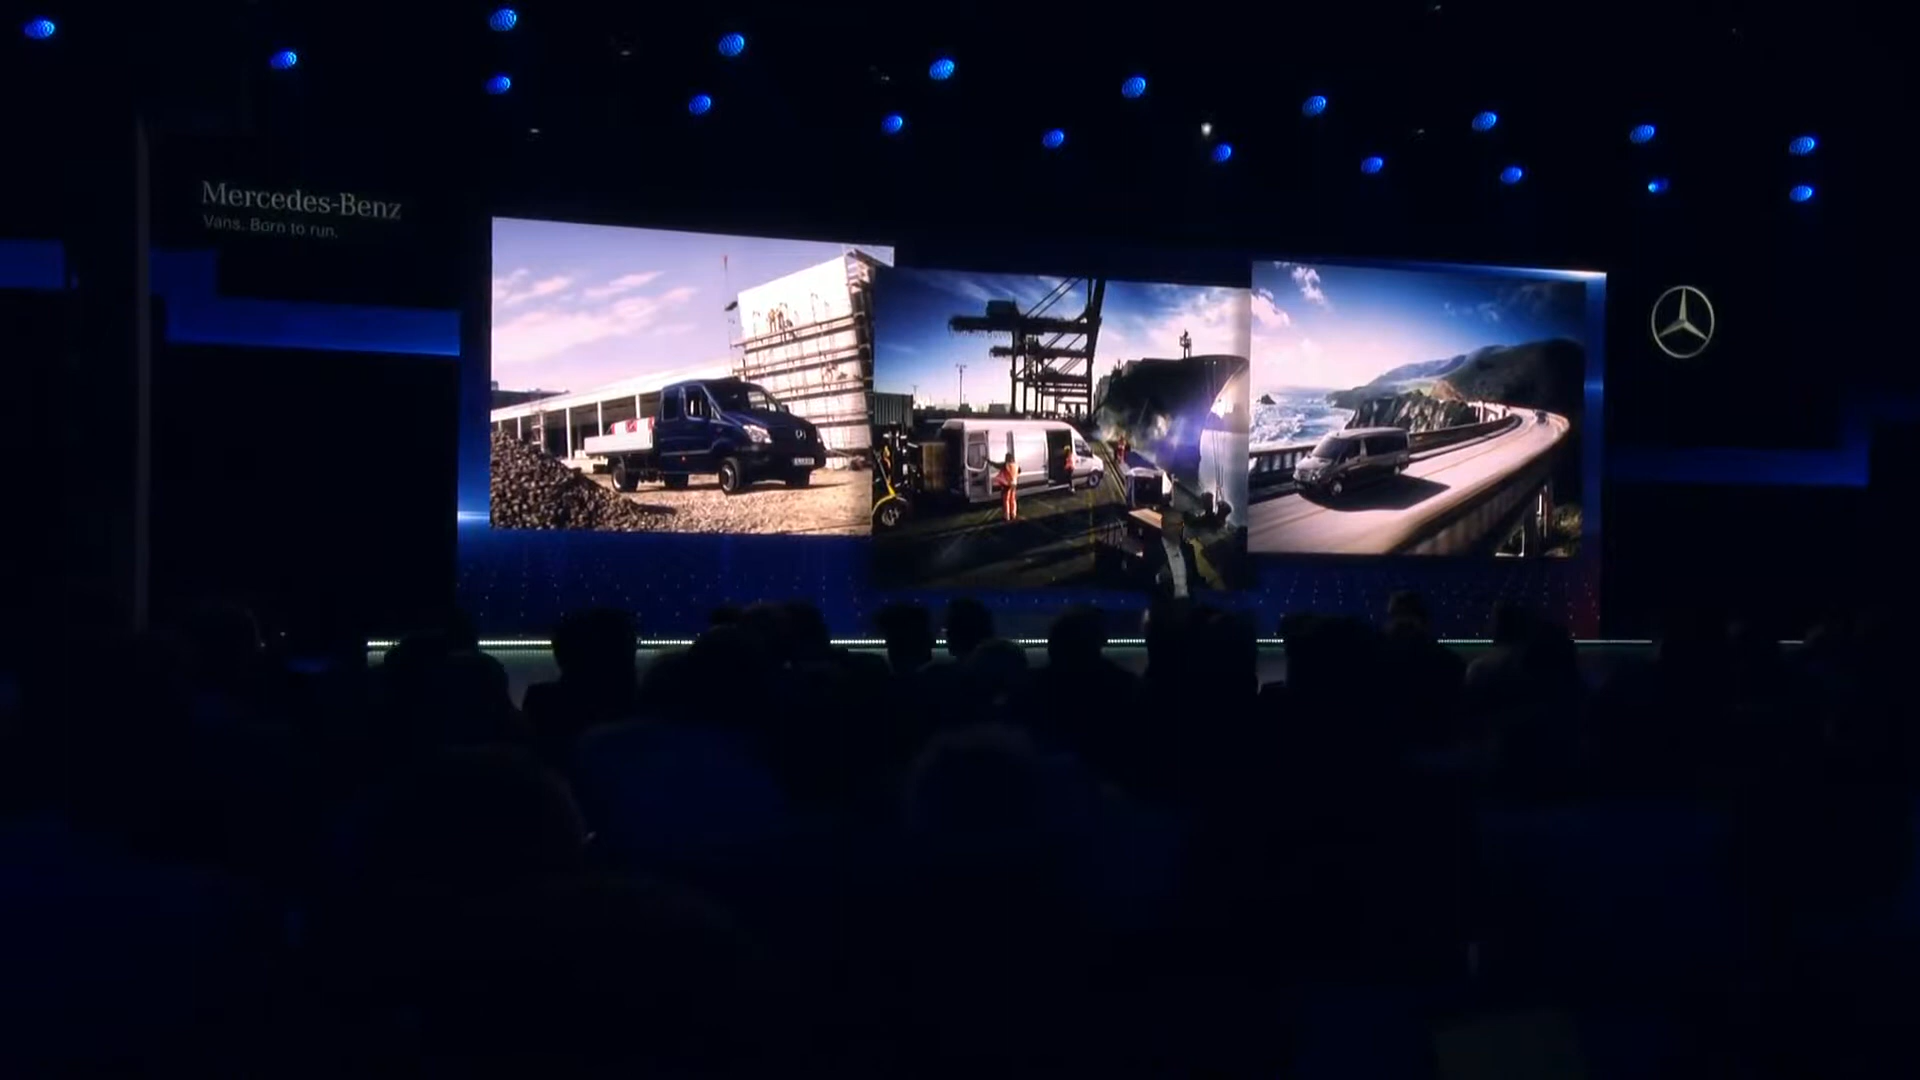 Mercedes-Benz
Vans. Born to run.